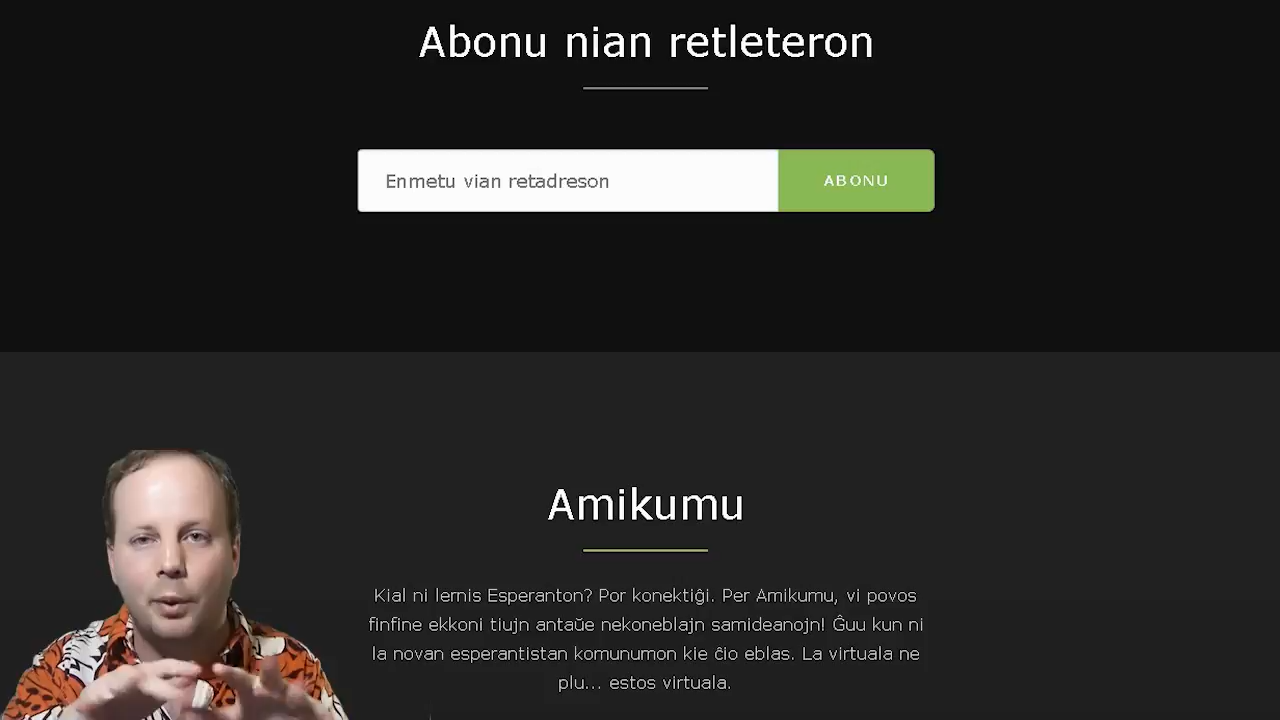 Abonu nian retleteron
Enmetu vian retadreson
ABONU
Amikumu
Kial ni lernis Esperanton? Por konektiĝi. Per Amikumu, vi povos
finfine ekkoni tiujn antaŭe nekoneblajn samideanojn! Ĝuu kun ni
la novan esperantistan komunumon kie ĉio eblas. La virtuala ne
plu... estos virtuala.